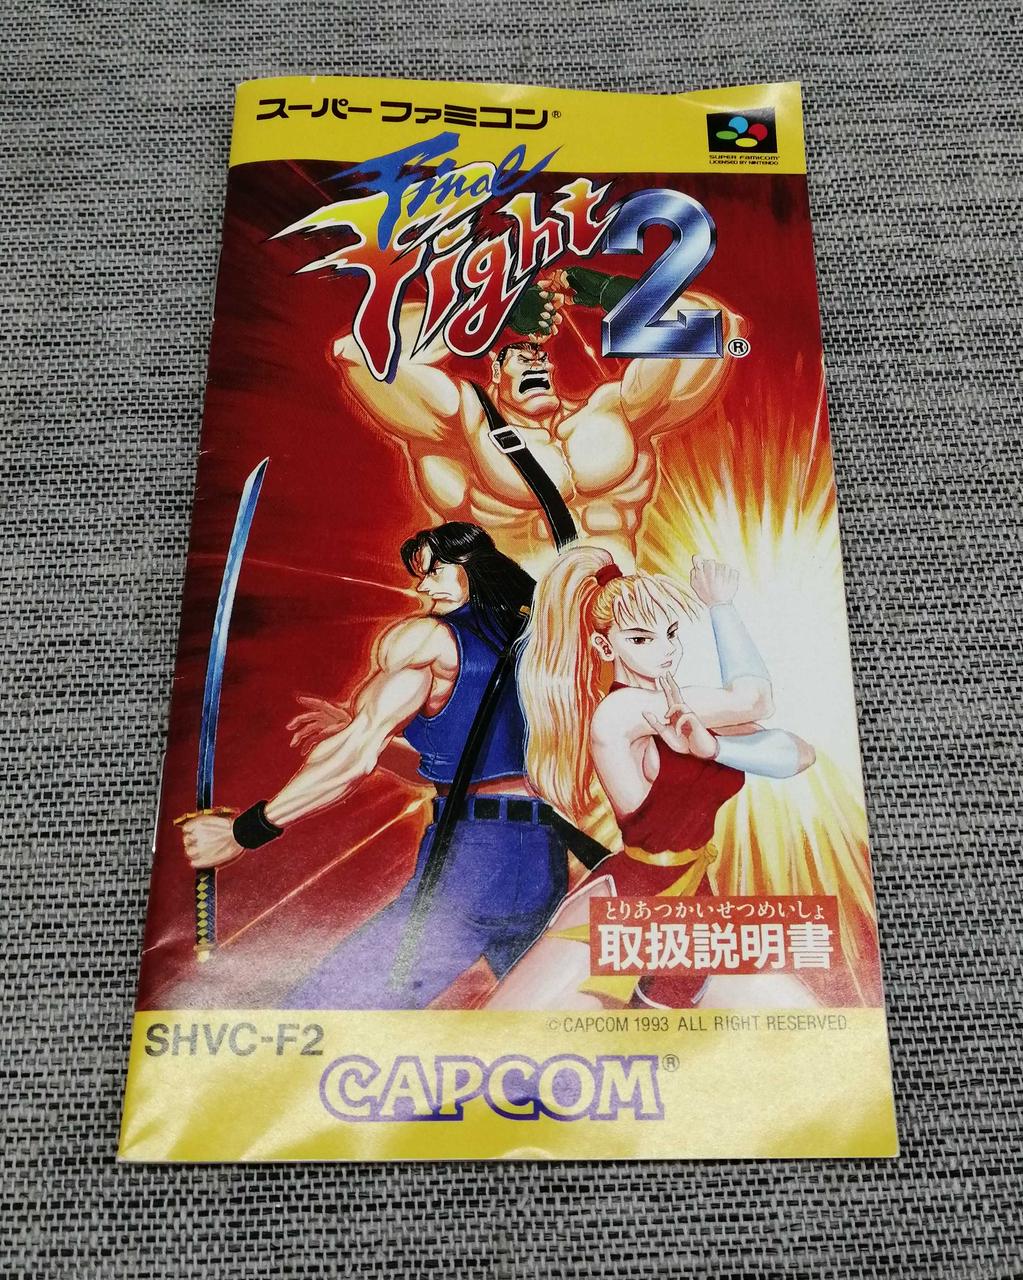 スーパーファミコン®
SUPER FAMICOM
LICENSED BY NINTENDO
Final
Fight 2®
とりあつかいせつめいしょ
取扱説明書
SHVC-F2
©CAPCOM 1993 ALL RIGHT RESERVED.
CAPCOM®